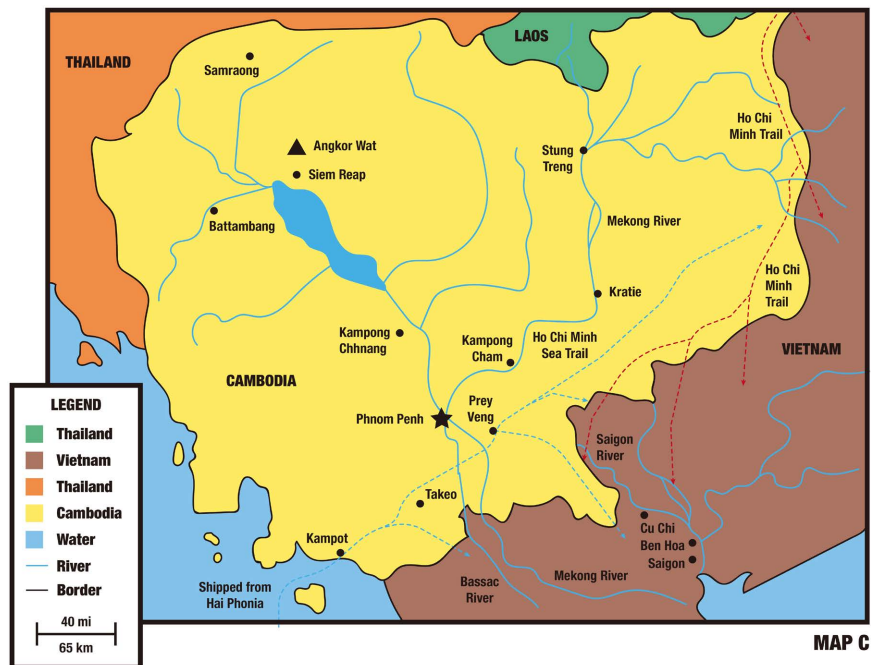 LAOS
THAILAND
Samraong
Angkor Wat
Siem Reap
Battambang
Stung
Treng
Ho Chi
Minh Trail
Mekong River
Kratie
Ho Chi
Minh
Trail
Kampong
Chhnang
Kampong
Cham
Ho Chi Minh
Sea Trail
VIETNAM
CAMBODIA
Prey
Veng
Phnom Penh
Saigon
River
Takeo
Kampot
Cu Chi
Ben Hoa
Saigon
Shipped from
Hai Phonia
Bassac
River
Mekong River
LEGEND
Thailand
Vietnam
Thailand
Cambodia
Water
River
Border
40 mi
65 km
MAP C